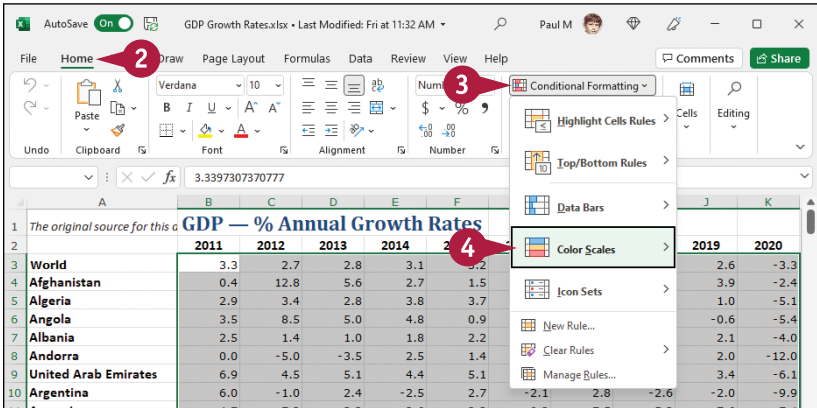 AutoSave On GDP Growth Rates.xlsx • Last Modified: Fri at 11:32 AM Paul M
File Home 2 Draw Page Layout Formulas Data Review View Help Comments Share
3
Paste
Verdana 10
B I U A A
Undo Clipboard Font Alignment Number
Num
$ % 9
Conditional Formatting
Cells Editing
Highlight Cells Rules
Top/Bottom Rules
Data Bars
4 Color Scales
Icon Sets
New Rule...
Clear Rules
Manage Rules...
fx 3.3397307370777
A B C D E F J K
1 The original source for this d GDP — % Annual Growth Rates
2 2011 2012 2013 2014 2019 2020
3 World 3.3 2.7 2.8 3.1 3.2 2.6 -3.3
4 Afghanistan 0.4 12.8 5.6 2.7 1.5 3.9 -2.4
5 Algeria 2.9 3.4 2.8 3.8 3.7 1.0 -5.1
6 Angola 3.5 8.5 5.0 4.8 0.9 -0.6 -5.4
7 Albania 2.5 1.4 1.0 1.8 2.2 2.1 -4.0
8 Andorra 0.0 -5.0 -3.5 2.5 1.4 2.0 -12.0
9 United Arab Emirates 6.9 4.5 5.1 4.4 5.1 3.4 -6.1
10 Argentina 6.0 -1.0 2.4 -2.5 2.7 -2.1 2.8 -2.6 -2.0 -9.9